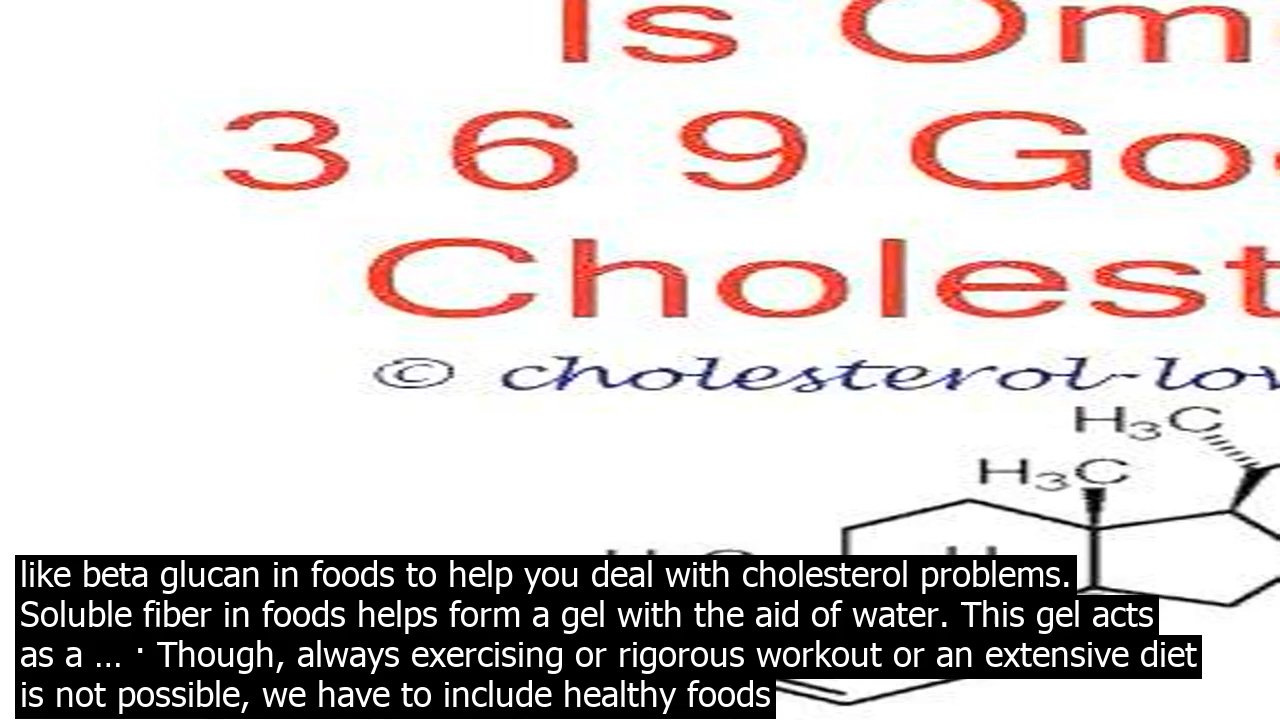 Is Om
3 6 9 Go
Cholest
© cholesterol-lo
H3C
H3C
H
like beta glucan in foods to help you deal with cholesterol problems.
Soluble fiber in foods helps form a gel with the aid of water. This gel acts
as a ... · Though, always exercising or rigorous workout or an extensive diet
is not possible, we have to include healthy foods